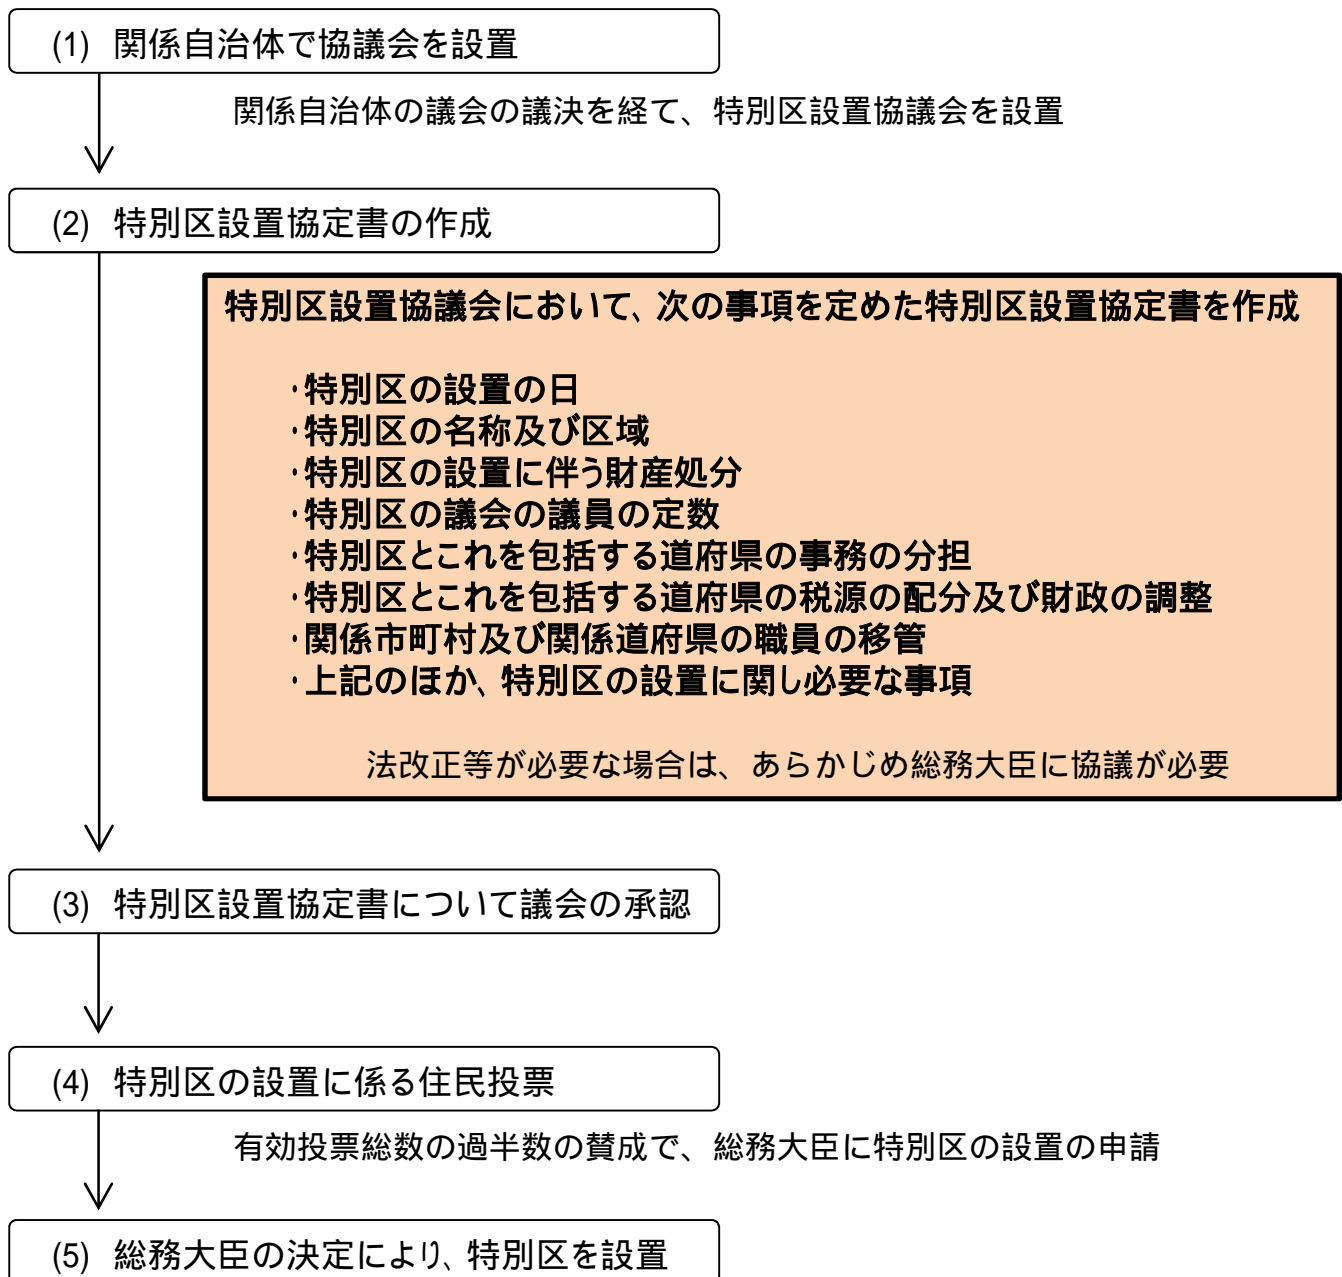 (1) 関係自治体で協議会を設置
関係自治体の議会の議決を経て、特別区設置協議会を設置
(2) 特別区設置協定書の作成
特別区設置協議会において、次の事項を定めた特別区設置協定書を作成
・特別区の設置の日
・特別区の名称及び区域
・特別区の設置に伴う財産処分
・特別区の議会の議員の定数
・特別区とこれを包括する道府県の事務の分担
・特別区とこれを包括する道府県の税源の配分及び財政の調整
・関係市町村及び関係道府県の職員の移管
・上記のほか、特別区の設置に関し必要な事項
法改正等が必要な場合は、あらかじめ総務大臣に協議が必要
(3) 特別区設置協定書について議会の承認
(4) 特別区の設置に係る住民投票
有効投票総数の過半数の賛成で、総務大臣に特別区の設置の申請
(5) 総務大臣の決定により、特別区を設置